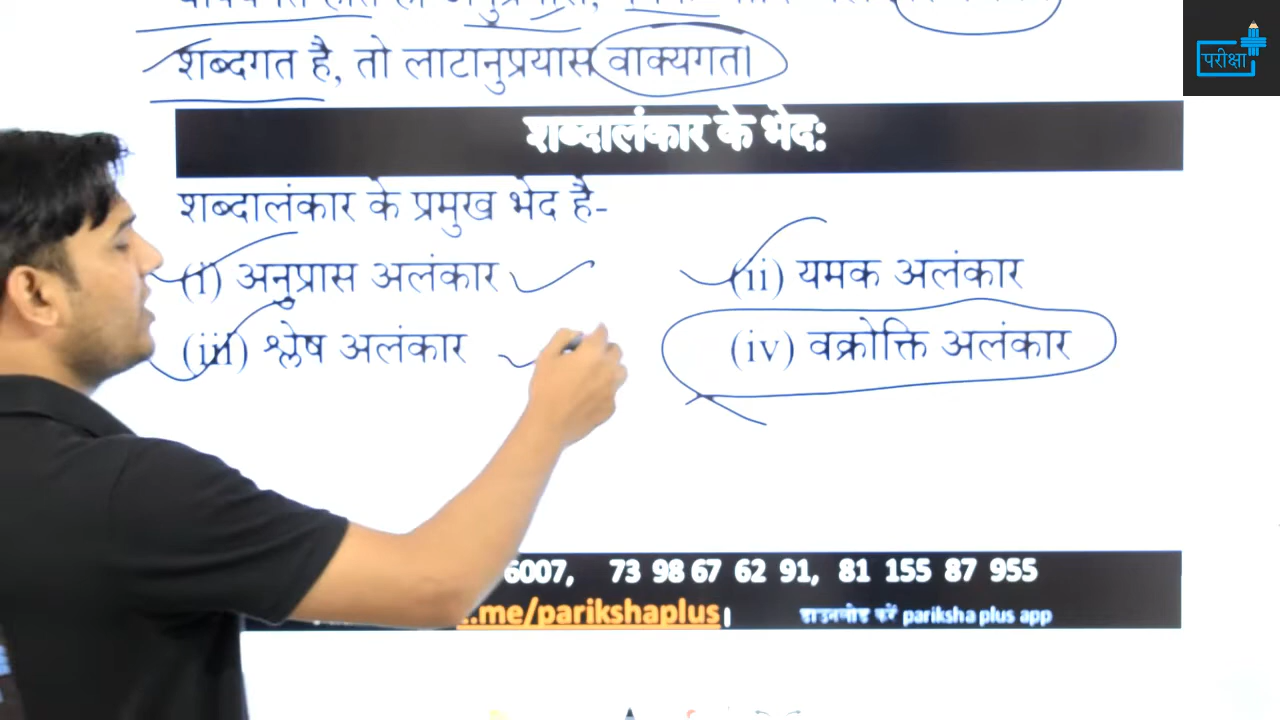 शब्दगत है, तो लाटानुप्रयास वाक्यगत।
परीक्षा
शब्दालंकार के भेद:
शब्दालंकार के प्रमुख भेद है-
(i) अनुप्रास अलंकार (ii) यमक अलंकार
(iii) श्लेष अलंकार (iv) वक्रोक्ति अलंकार
6007, 73 98 67 62 91, 81 155 87 955
.me/parikshaplus। डाउनलोड करें pariksha plus app